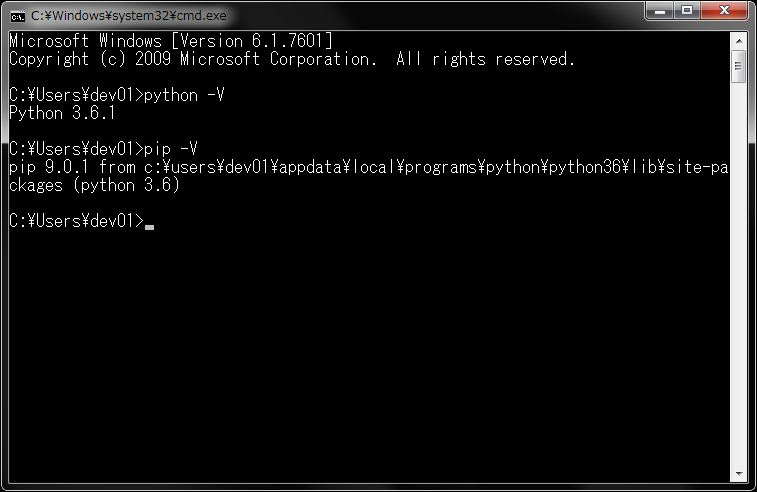 C:¥Windows¥system32¥cmd.exe
Microsoft Windows [Version 6.1.7601]
Copyright (c) 2009 Microsoft Corporation.  All rights reserved.
C:¥Users¥dev01>python -V
Python 3.6.1
C:¥Users¥dev01>pip -V
pip 9.0.1 from c:¥users¥dev01¥appdata¥local¥programs¥python¥python36¥lib¥site-pa
ckages (python 3.6)
C:¥Users¥dev01>